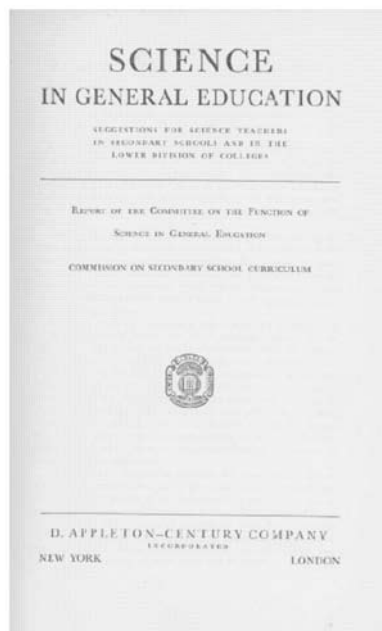 SCIENCE
IN GENERAL EDUCATION
SUGGESTIONS FOR SCIENCE TEACHERS
IN SECONDARY SCHOOLS AND IN THE
LOWER DIVISION OF COLLEGES
REPORT OF THE COMMITTEE ON THE FUNCTION OF
SCIENCE IN GENERAL EDUCATION
COMMISSION ON SECONDARY SCHOOL CURRICULUM
D. APPLETON–CENTURY COMPANY
INCORPORATED
NEW YORK LONDON